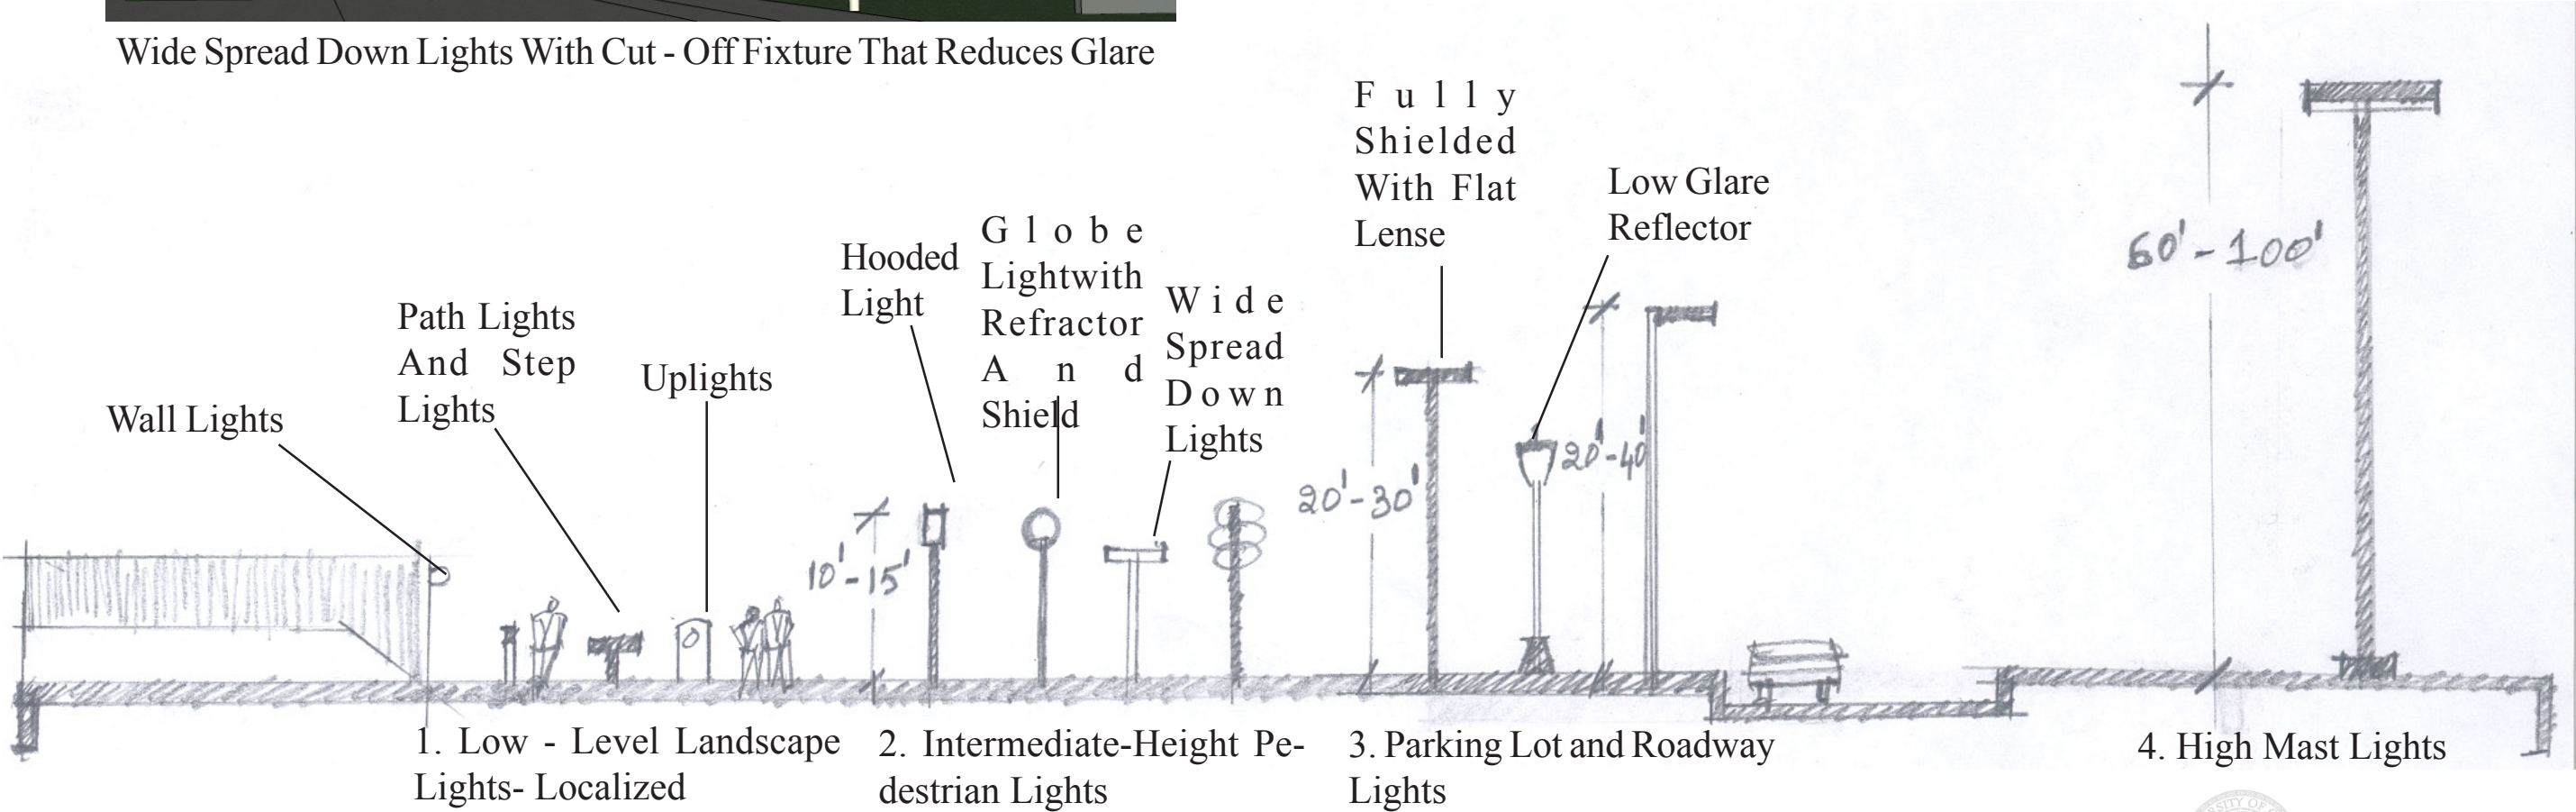 Wide Spread Down Lights With Cut - Off Fixture That Reduces Glare
Wall Lights
Path Lights
And Step
Lights
Uplights
Hooded
Light
Globe
Lightwith
Refractor
And
Shield
Wide
Spread
Down
Lights
Fully
Shielded
With Flat
Lense
Low Glare
Reflector
10'-15'
20'-30'
20'-40'
60'-100'
1. Low - Level Landscape
Lights- Localized
2. Intermediate-Height Pe-
destrian Lights
3. Parking Lot and Roadway
Lights
4. High Mast Lights